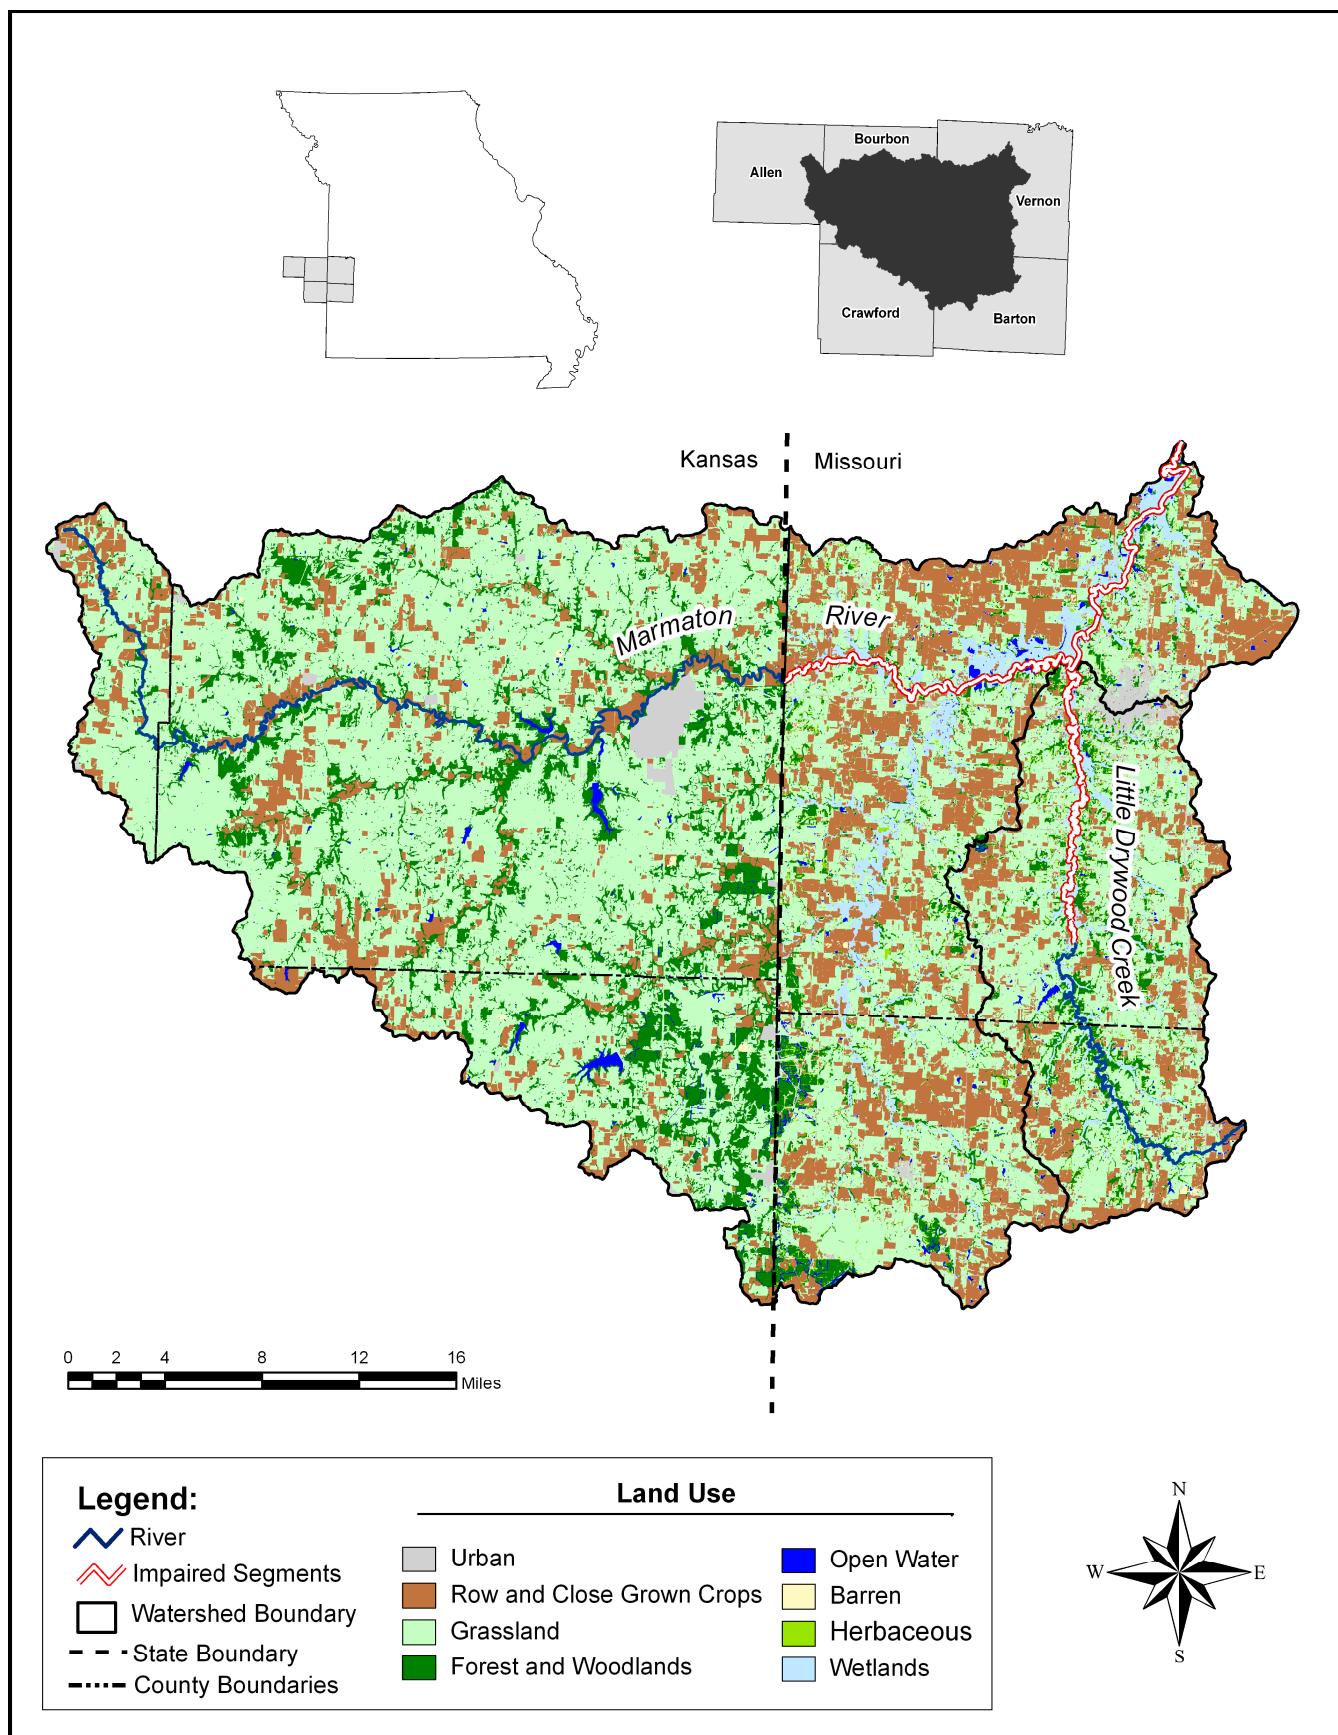 Bourbon
Allen
Vernon
Crawford
Barton
Kansas
Missouri
Marmaton
River
Little Drywood Creek
0 2 4 8 12 16
Miles
Legend:
River
Impaired Segments
Watershed Boundary
State Boundary
County Boundaries
Land Use
Urban
Row and Close Grown Crops
Grassland
Forest and Woodlands
Open Water
Barren
Herbaceous
Wetlands
N
W
E
S